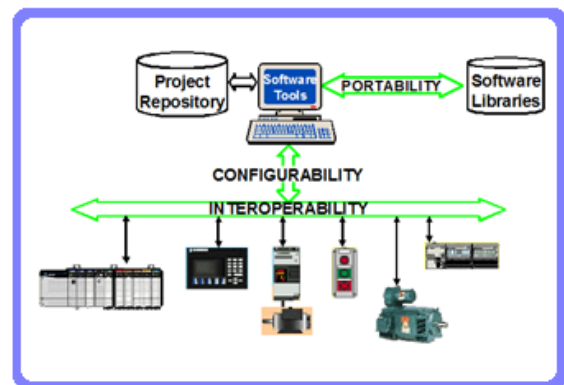 Project
Repository
Software
Tools
PORTABILITY
Software
Libraries
CONFIGURABILITY
INTEROPERABILITY